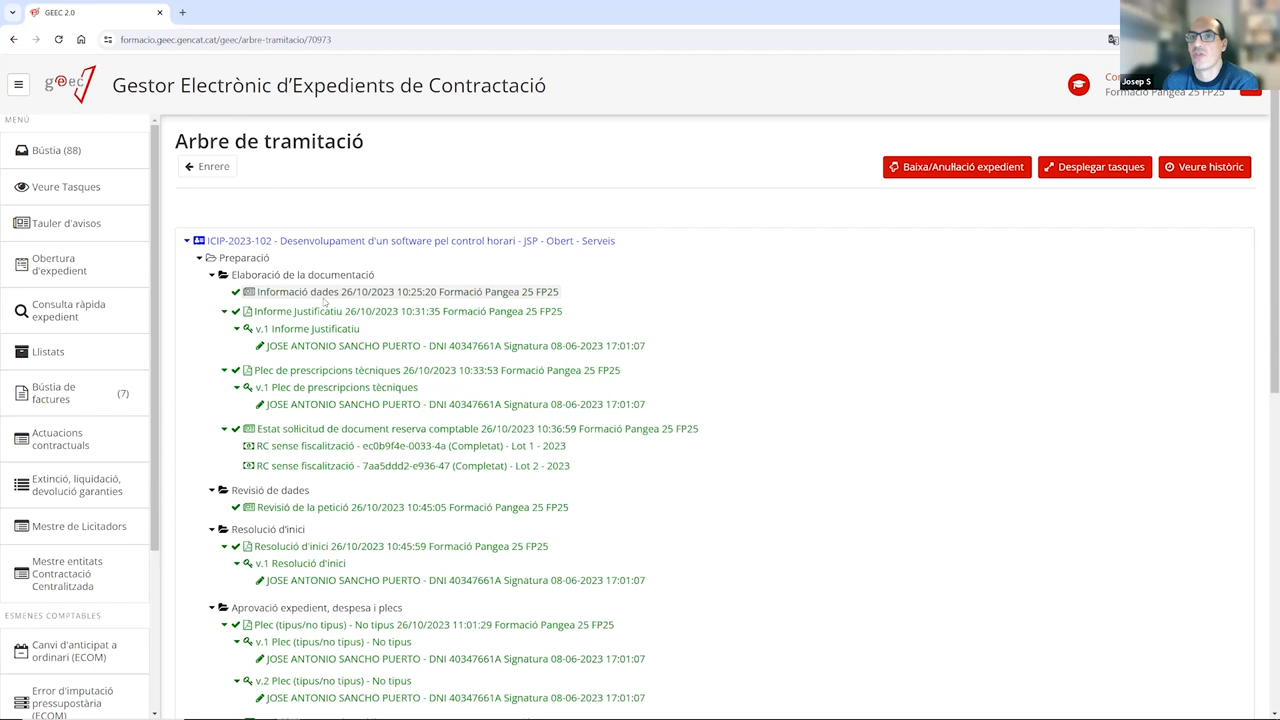 GEEC 2.0
formacio.geec.gencat.cat/geec/arbre-tramitacio/70973
geec
Gestor Electrònic d'Expedients de Contractació
Josep S
Formació Pangea 25 FP25
MENÚ
Bústia (88)
Veure Tasques
Tauler d'avisos
Obertura
d'expedient
Consulta ràpida
expedient
Llistats
Bústia de
factures
(7)
Actuacions
contractuals
Extinció, liquidació,
devolució garanties
Mestre de Licitadors
Mestre entitats
Contractació
Centralitzada
ESMENES COMPTABLES
Canvi d'anticipat a
ordinari (ECOM)
Error d'imputació
pressupostària
(ECOM)
Arbre de tramitació
Enrere
Baixa/Anul·lació expedient
Desplegar tasques
Veure històric
ICIP-2023-102 - Desenvolupament d'un software pel control horari - JSP - Obert - Serveis
Preparació
Elaboració de la documentació
Informació dades 26/10/2023 10:25:20 Formació Pangea 25 FP25
Informe Justificatiu 26/10/2023 10:31:35 Formació Pangea 25 FP25
v.1 Informe Justificatiu
JOSE ANTONIO SANCHO PUERTO - DNI 40347661A Signatura 08-06-2023 17:01:07
Plec de prescripcions tècniques 26/10/2023 10:33:53 Formació Pangea 25 FP25
v.1 Plec de prescripcions tècniques
JOSE ANTONIO SANCHO PUERTO - DNI 40347661A Signatura 08-06-2023 17:01:07
Estat sol·licitud de document reserva comptable 26/10/2023 10:36:59 Formació Pangea 25 FP25
RC sense fiscalització - ec0b9f4e-0033-4a (Completat) - Lot 1 - 2023
RC sense fiscalització - 7aa5ddd2-e936-47 (Completat) - Lot 2 - 2023
Revisió de dades
Revisió de la petició 26/10/2023 10:45:05 Formació Pangea 25 FP25
Resolució d'inici
Resolució d'inici 26/10/2023 10:45:59 Formació Pangea 25 FP25
v.1 Resolució d'inici
JOSE ANTONIO SANCHO PUERTO - DNI 40347661A Signatura 08-06-2023 17:01:07
Aprovació expedient, despesa i plecs
Plec (tipus/no tipus) - No tipus 26/10/2023 11:01:29 Formació Pangea 25 FP25
v.1 Plec (tipus/no tipus) - No tipus
JOSE ANTONIO SANCHO PUERTO - DNI 40347661A Signatura 08-06-2023 17:01:07
v.2 Plec (tipus/no tipus) - No tipus
JOSE ANTONIO SANCHO PUERTO - DNI 40347661A Signatura 08-06-2023 17:01:07